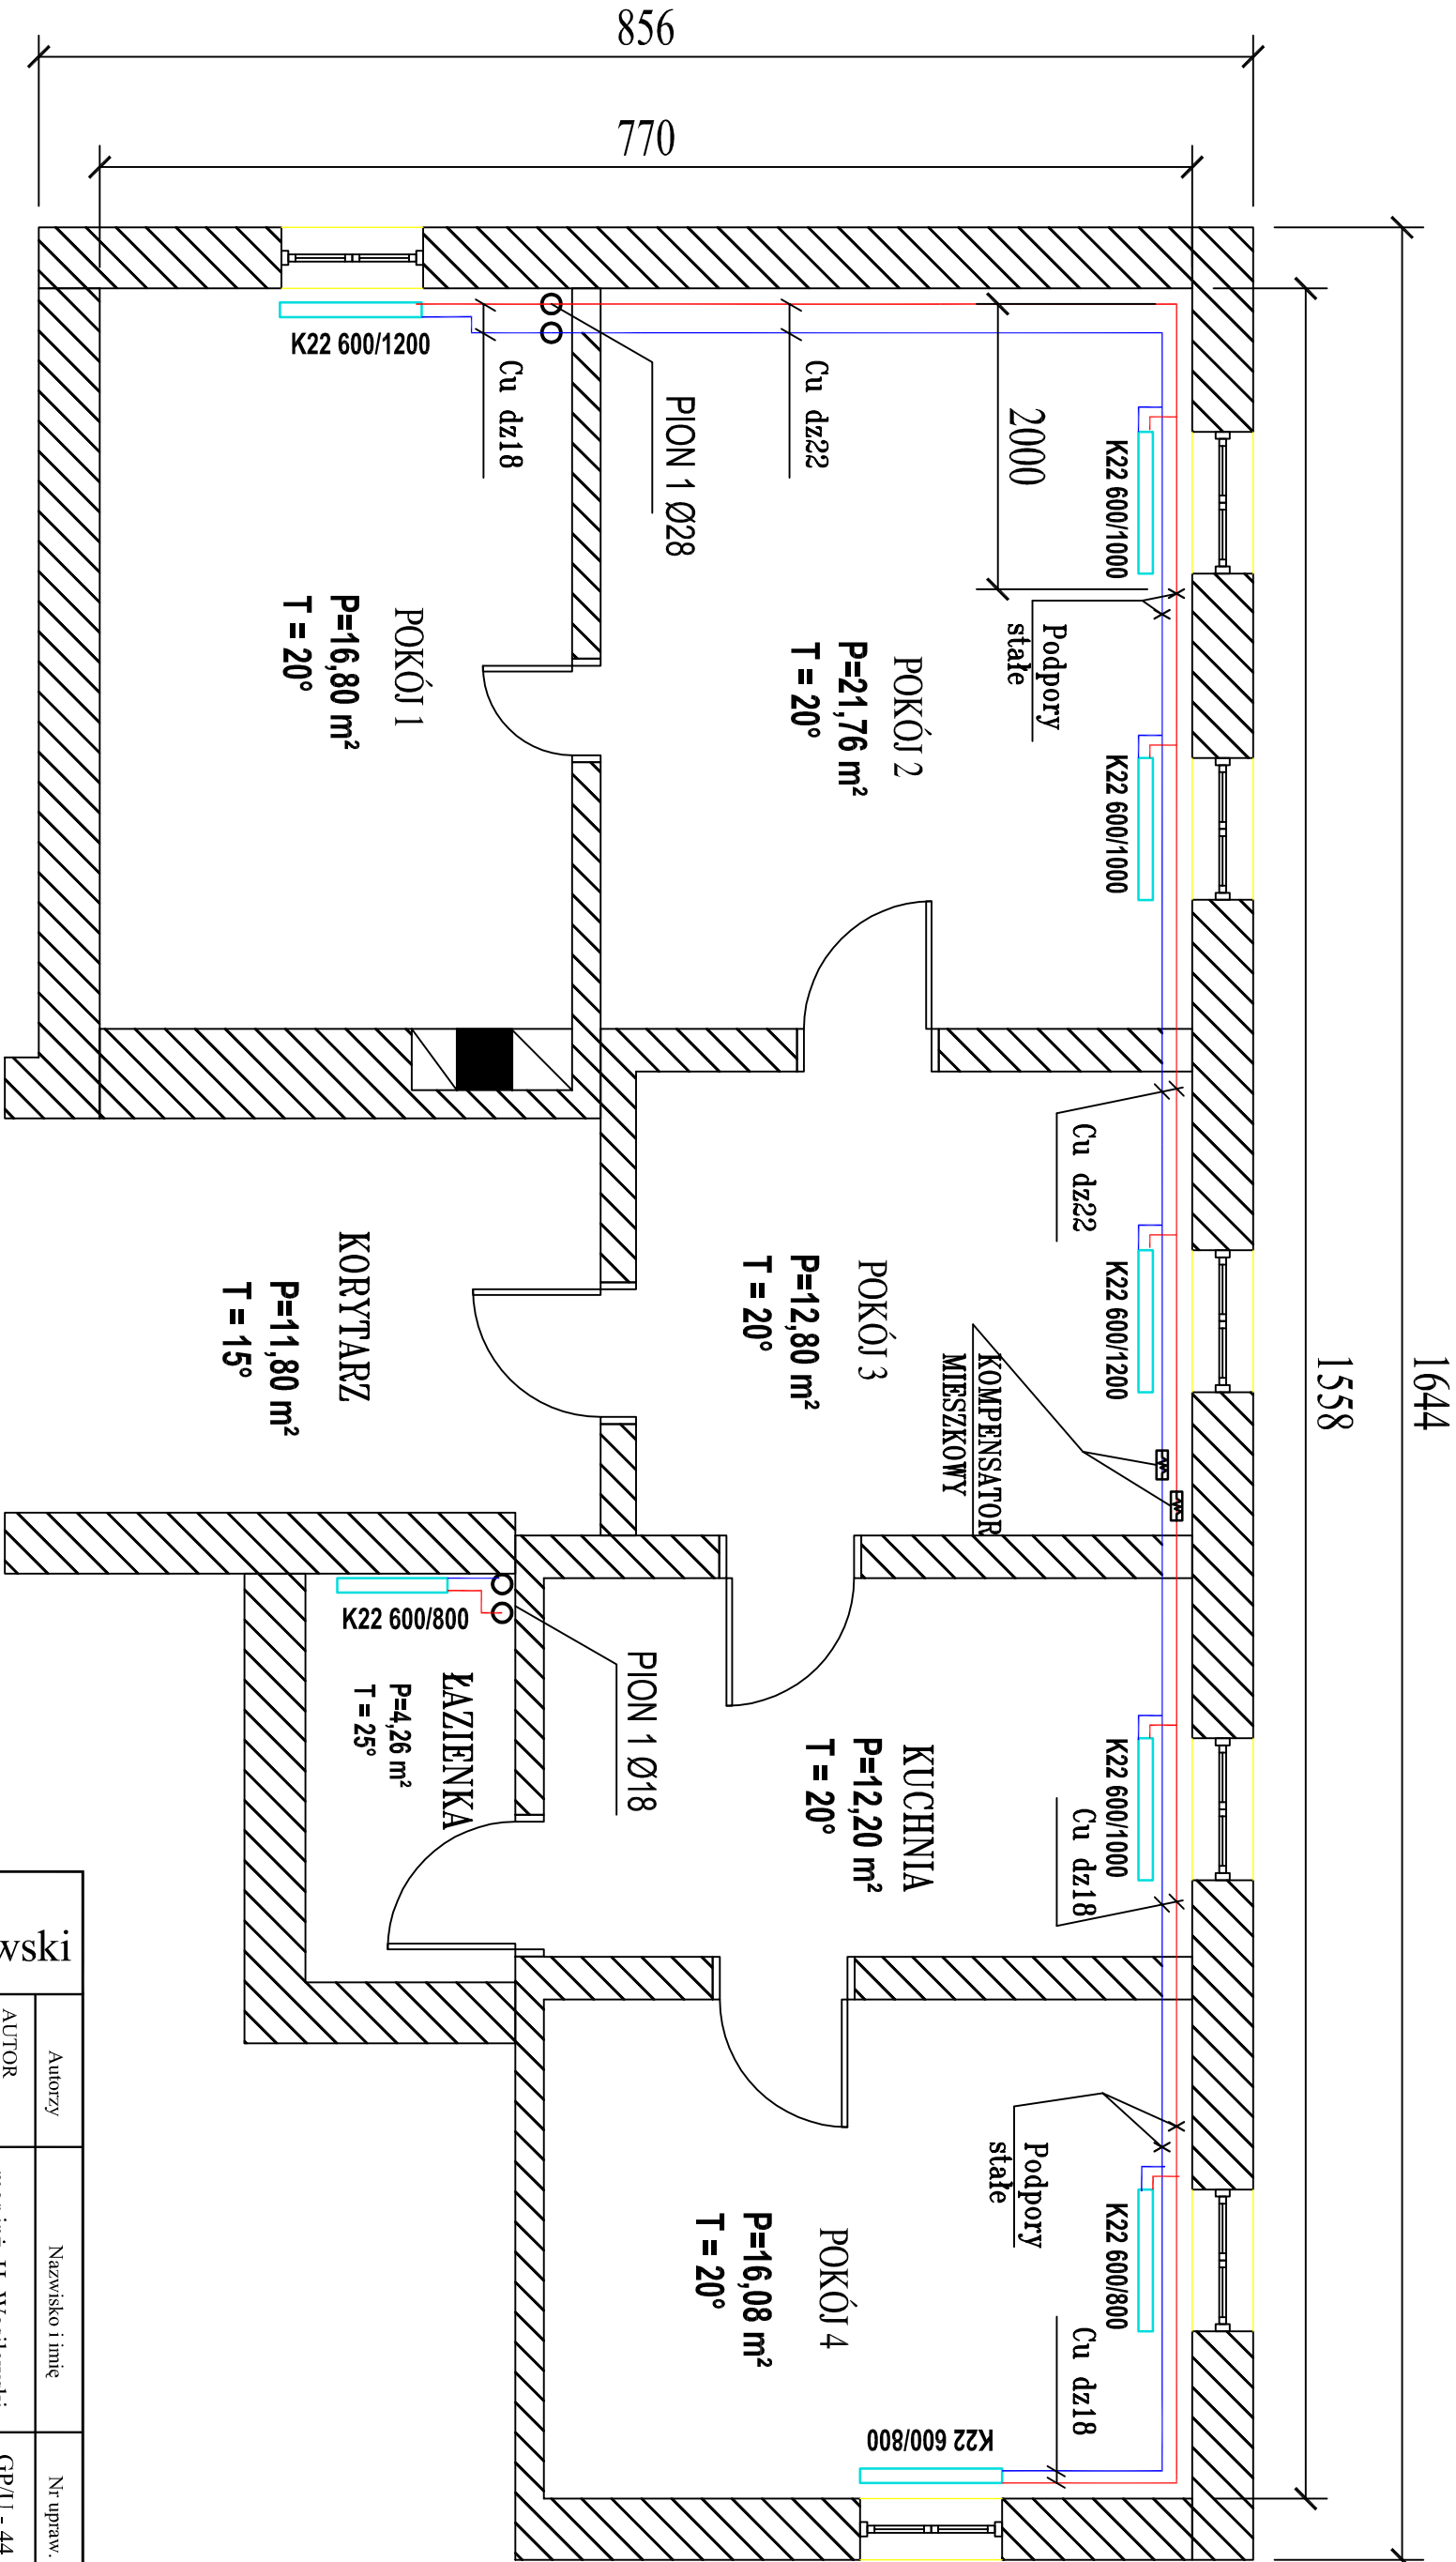 856
770
1644
1558
K22 600/1200
Cu dz18
PION 1 Ø28
Cu dz22
2000
K22 600/1000
Podpory
stałe
POKÓJ 1
P=16,80 m²
T = 20°
POKÓJ 2
P=21,76 m²
T = 20°
K22 600/1000
Cu dz22
K22 600/1200
POKÓJ 3
P=12,80 m²
T = 20°
KOMPENSATOR
MIESZKOWY
KORYTARZ
P=11,80 m²
T = 15°
K22 600/800
PION 1 Ø18
ŁAZIENKA
P=4,26 m²
T = 25°
KUCHNIA
P=12,20 m²
T = 20°
K22 600/1000
Cu dz18
Podpory
stałe
K22 600/800
POKÓJ 4
P=16,08 m²
T = 20°
Cu dz18
K22 600/800
wski
Autorzy
Nazwisko i imię
Nr upraw.
AUTOR
GP/U - 44